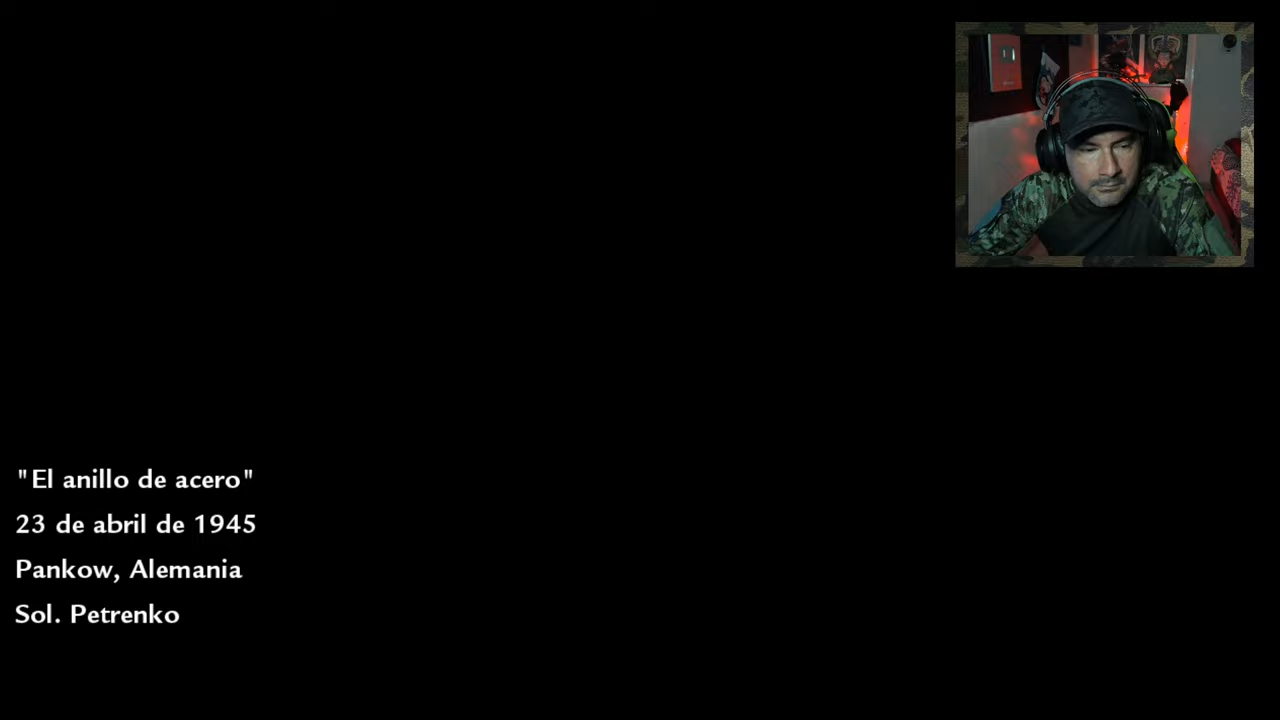 "El anillo de acero"
23 de abril de 1945
Pankow, Alemania
Sol. Petrenko